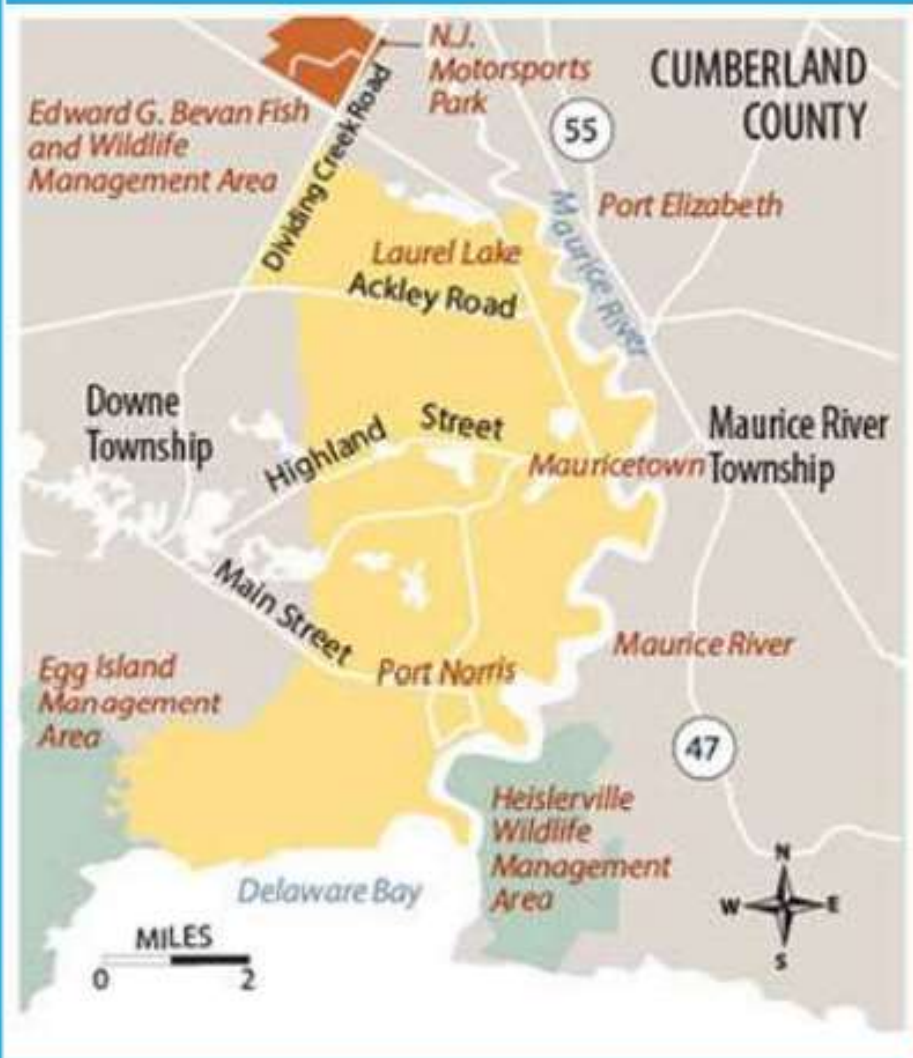 N.J.
Motorsports
Park
CUMBERLAND
COUNTY
Edward G. Bevan Fish
and Wildlife
Management Area
Dividing Creek Road
55
Port Elizabeth
Maurice River
Laurel Lake
Ackley Road
Downe
Township
Highland Street
Mauricetown
Maurice River
Township
Main Street
Port Norris
Maurice River
Egg Island
Management
Area
47
Heislerville
Wildlife
Management
Area
Delaware Bay
MILES
0 2
N
W E
S